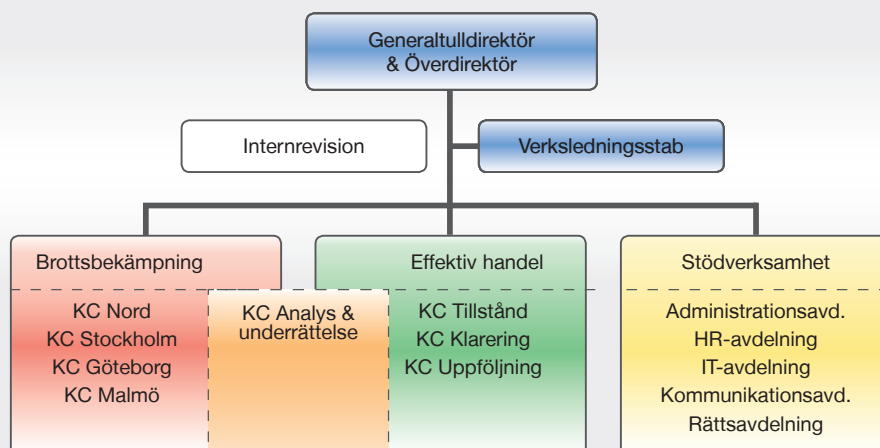 Generaltulldirektör
& Överdirektör
Internrevision
Verksledningsstab
Brottsbekämpning
KC Nord
KC Stockholm
KC Göteborg
KC Malmö
KC Analys &
underrättelse
Effektiv handel
KC Tillstånd
KC Klarering
KC Uppföljning
Stödverksamhet
Administrationsavd.
HR-avdelning
IT-avdelning
Kommunikationsavd.
Rättsavdelning